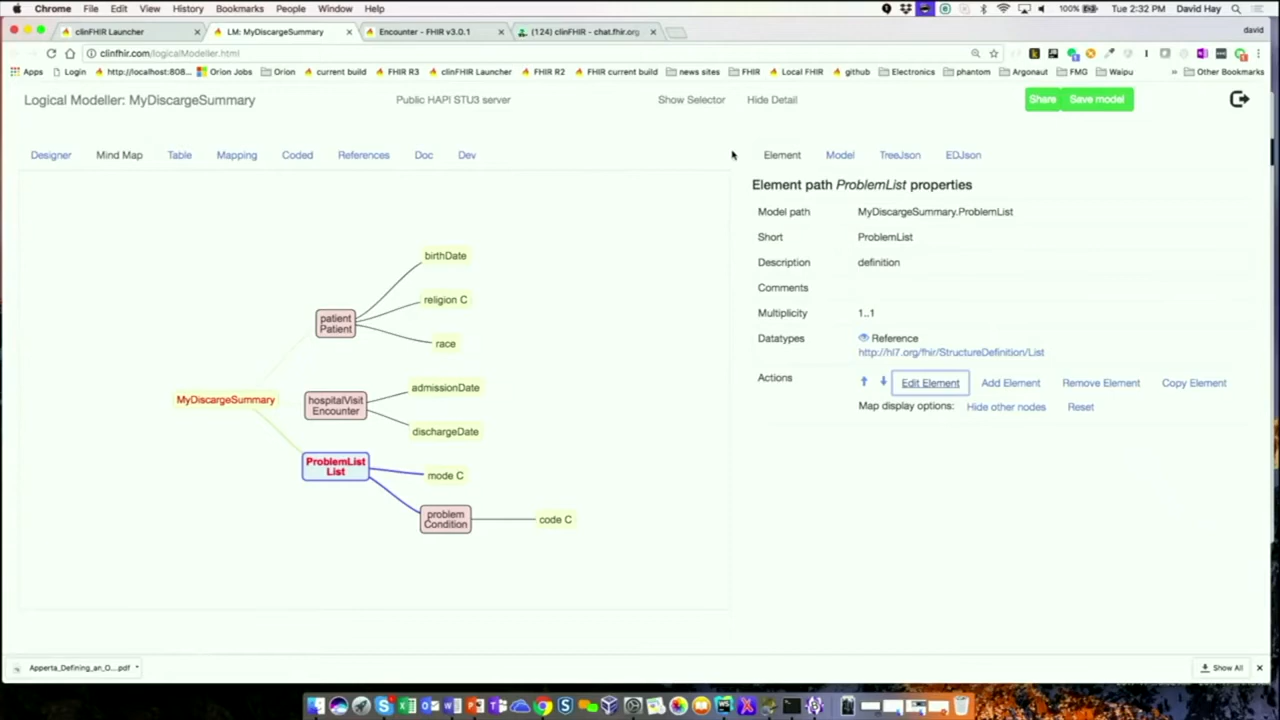 Chrome File Edit View History Bookmarks People Window Help 100% Tue 2:32 PM David Hay
clinFHIR Launcher LM: MyDiscargeSummary Encounter - FHIR v3.0.1 (124) clinFHIR - chat.fhir.org david
clinfhir.com/logicalModeller.html
Apps Login http://localhost:808... Orion Jobs Orion current build FHIR R3 clinFHIR Launcher FHIR R2 FHIR current build news sites FHIR Local FHIR github Electronics phantom Argonaut FMG Waipu » Other Bookmarks
Logical Modeller: MyDiscargeSummary Public HAPI STU3 server Show Selector Hide Detail Share Save model
Designer Mind Map Table Mapping Coded References Doc Dev
Element Model TreeJson EDJson
Element path ProblemList properties
Model path MyDiscargeSummary.ProblemList
Short ProblemList
Description definition
Comments
Multiplicity 1..1
Datatypes Reference
http://hl7.org/fhir/StructureDefinition/List
Actions Edit Element Add Element Remove Element Copy Element
Map display options: Hide other nodes Reset
birthDate
religion C
patient
Patient
race
admissionDate
MyDiscargeSummary
hospitalVisit
Encounter
dischargeDate
ProblemList
List
mode C
problem
Condition
code C
Apperta_Defining_an_O....pdf Show All